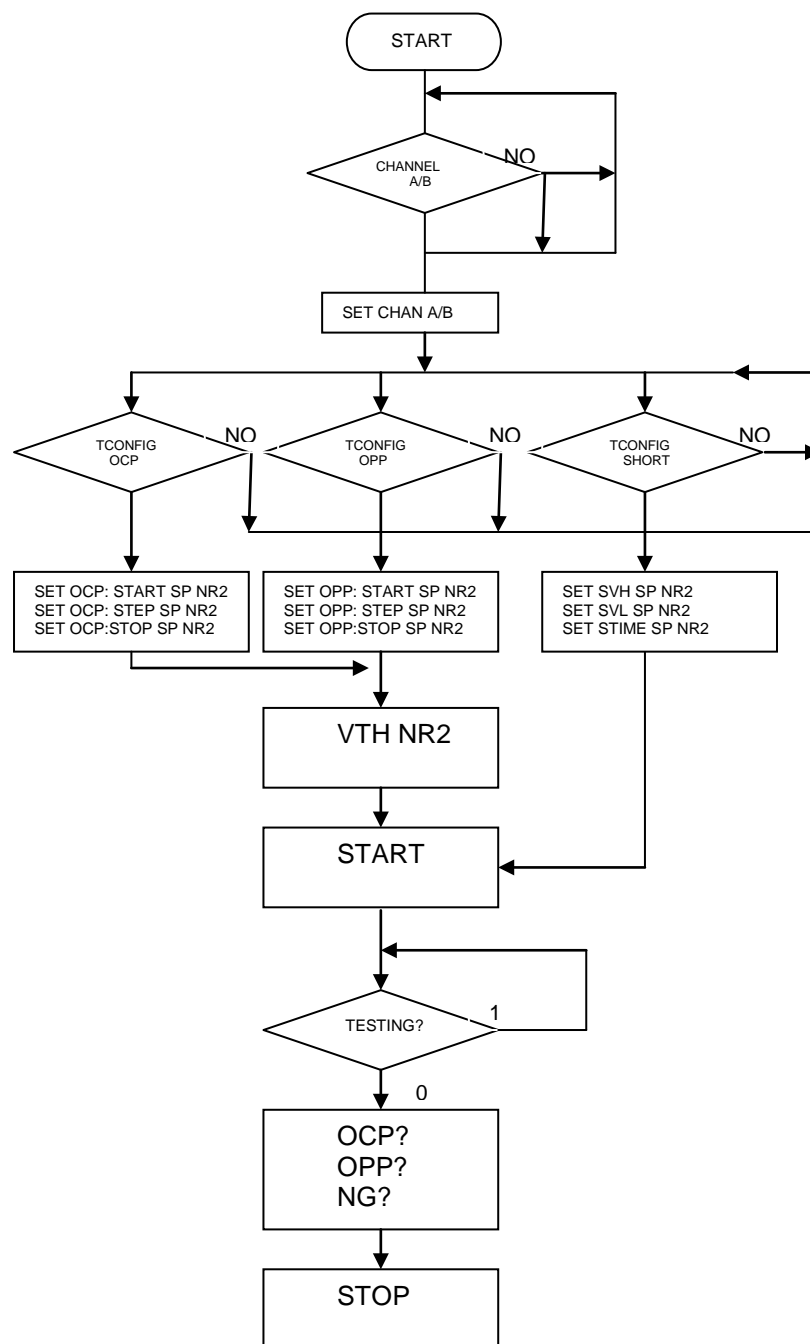 START
CHANNEL
A/B
NO
SET CHAN A/B
TCONFIG
OCP
NO
TCONFIG
OPP
NO
TCONFIG
SHORT
NO
SET OCP: START SP NR2
SET OCP: STEP SP NR2
SET OCP:STOP SP NR2
SET OPP: START SP NR2
SET OPP: STEP SP NR2
SET OPP:STOP SP NR2
SET SVH SP NR2
SET SVL SP NR2
SET STIME SP NR2
VTH NR2
START
TESTING?
1
0
OCP?
OPP?
NG?
STOP